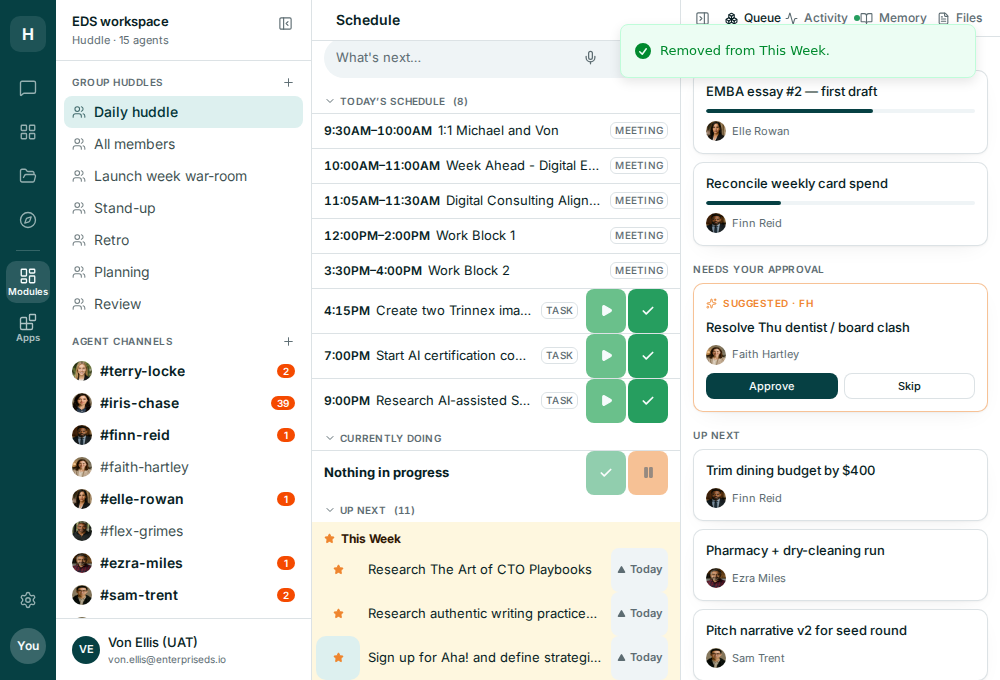 H
Modules
Apps
You
EDS workspace
Huddle · 15 agents
GROUP HUDDLES
Daily huddle
All members
Launch week war-room
Stand-up
Retro
Planning
Review
AGENT CHANNELS
#terry-locke 2
#iris-chase 39
#finn-reid 1
#faith-hartley
#elle-rowan 1
#flex-grimes
#ezra-miles 1
#sam-trent 2
VE
Von Ellis (UAT)
von.ellis@enterpriseds.io
Schedule
What's next...
TODAY'S SCHEDULE (8)
9:30AM–10:00AM 1:1 Michael and Von MEETING
10:00AM–11:00AM Week Ahead - Digital E... MEETING
11:05AM–11:30AM Digital Consulting Align... MEETING
12:00PM–2:00PM Work Block 1 MEETING
3:30PM–4:00PM Work Block 2 MEETING
4:15PM Create two Trinnex ima... TASK
7:00PM Start AI certification co... TASK
9:00PM Research AI-assisted S... TASK
CURRENTLY DOING
Nothing in progress
UP NEXT (11)
This Week
Research The Art of CTO Playbooks Today
Research authentic writing practice... Today
Sign up for Aha! and define strategi... Today
Queue Activity Memory Files
Removed from This Week.
EMBA essay #2 — first draft
Elle Rowan
Reconcile weekly card spend
Finn Reid
NEEDS YOUR APPROVAL
SUGGESTED · FH
Resolve Thu dentist / board clash
Faith Hartley
Approve Skip
UP NEXT
Trim dining budget by $400
Finn Reid
Pharmacy + dry-cleaning run
Ezra Miles
Pitch narrative v2 for seed round
Sam Trent